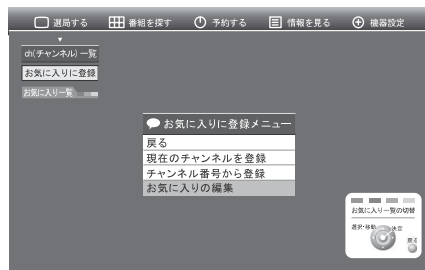 選局する 番組を探す 予約する 情報を見る 機器設定
ch(チャンネル)一覧
お気に入りに登録
お気に入り一覧
お気に入りに登録メニュー
戻る
現在のチャンネルを登録
チャンネル番号から登録
お気に入りの編集
お気に入り一覧の切替
選択・移動 決定
戻る